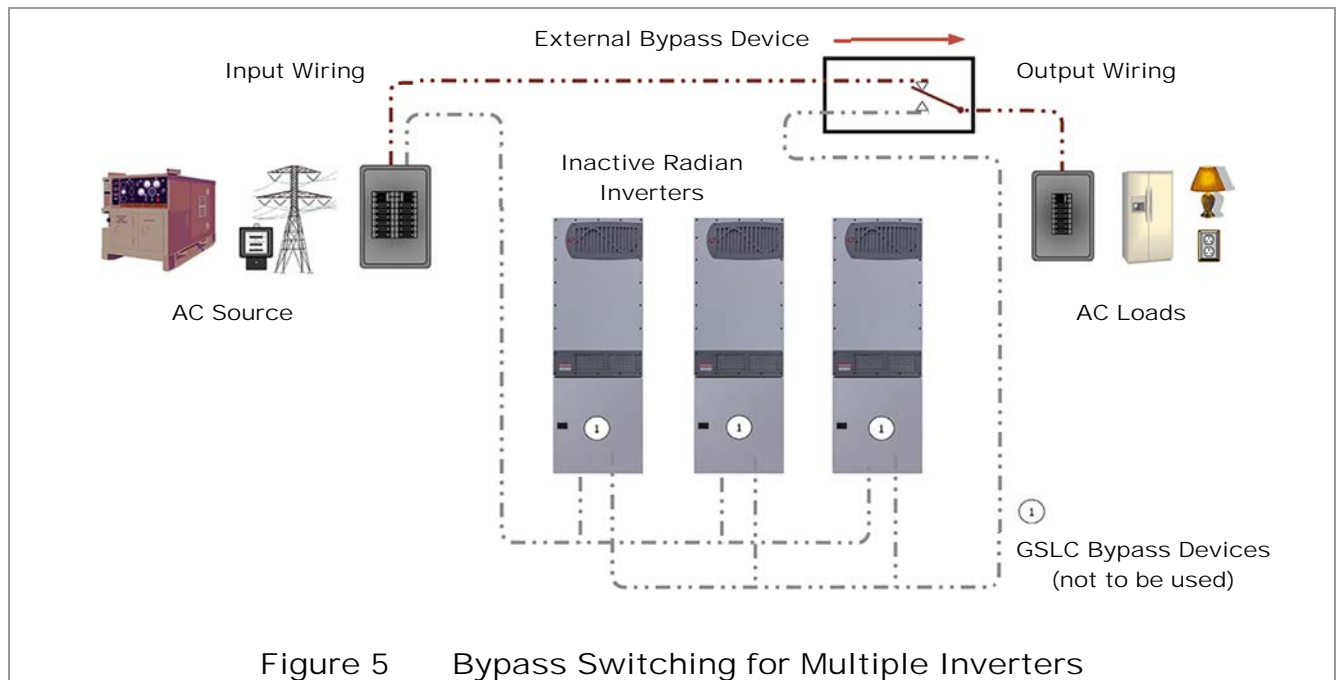 External Bypass Device
Input Wiring
Output Wiring
Inactive Radian
Inverters
AC Source
AC Loads
1
1
1
1
GSLC Bypass Devices
(not to be used)
Figure 5 Bypass Switching for Multiple Inverters